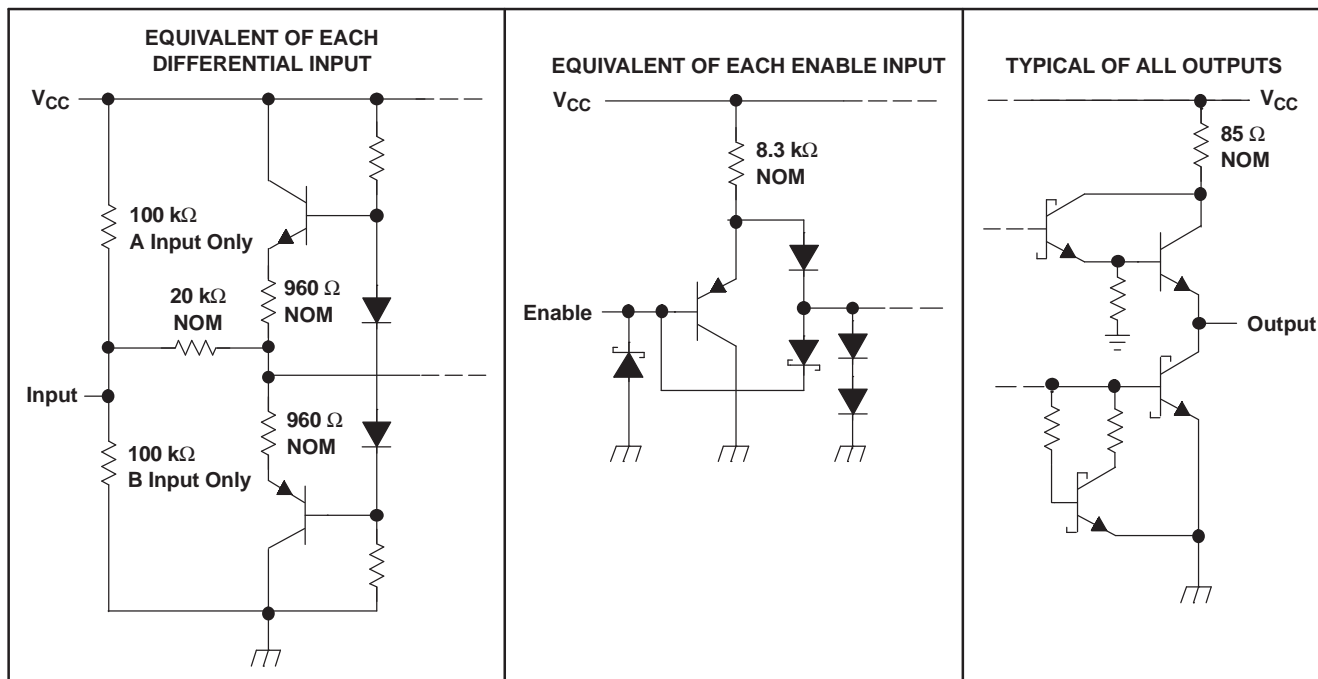 EQUIVALENT OF EACH
DIFFERENTIAL INPUT
VCC
100 kΩ
A Input Only
960 Ω
NOM
20 kΩ
NOM
Input
960 Ω
NOM
100 kΩ
B Input Only
EQUIVALENT OF EACH ENABLE INPUT
VCC
8.3 kΩ
NOM
Enable
TYPICAL OF ALL OUTPUTS
VCC
85 Ω
NOM
Output